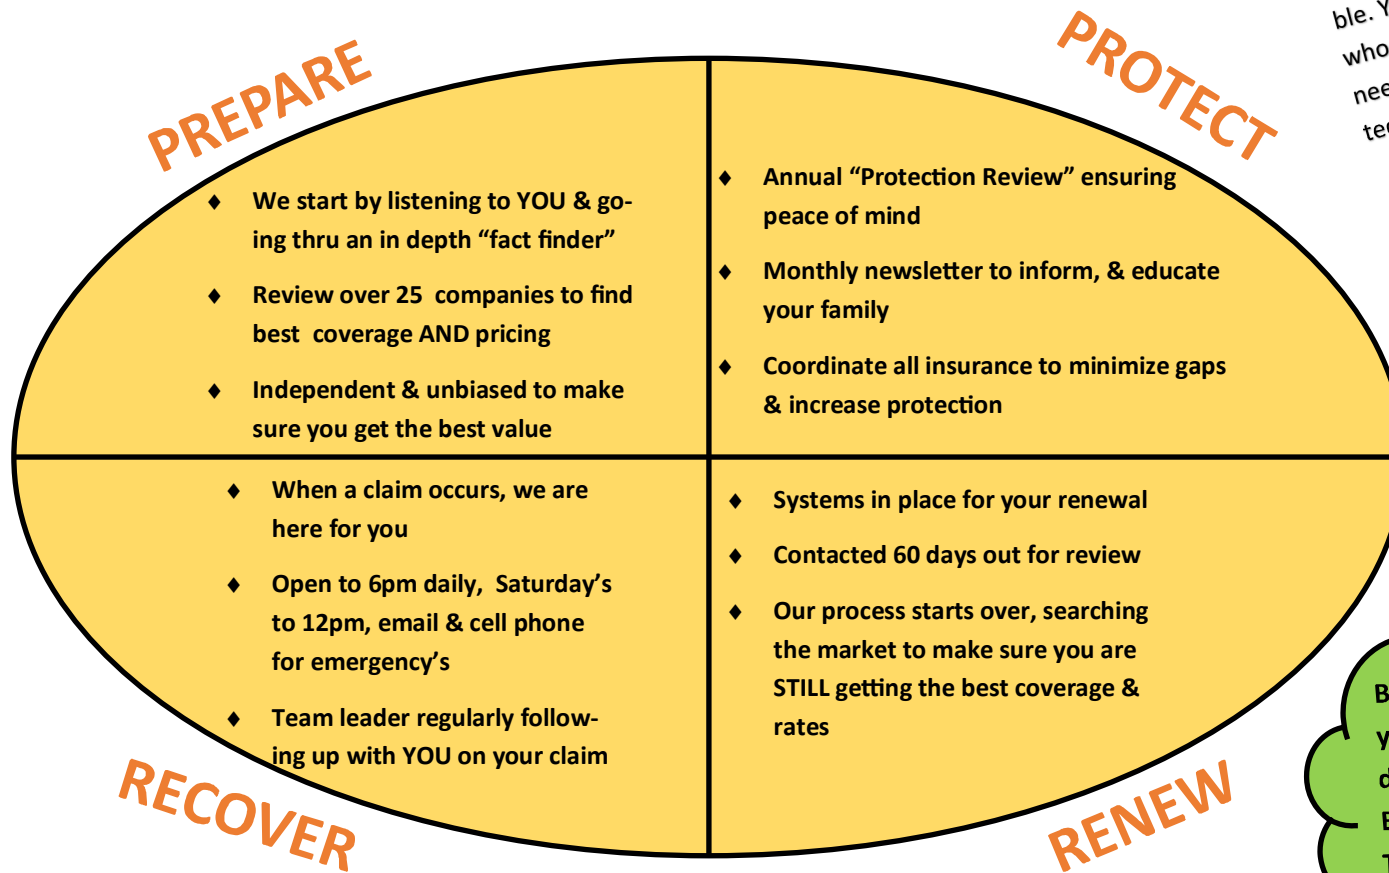 PREPARE
♦ We start by listening to YOU & go-
ing thru an in depth “fact finder”
♦ Review over 25 companies to find
best coverage AND pricing
♦ Independent & unbiased to make
sure you get the best value
PROTECT
♦ Annual “Protection Review” ensuring
peace of mind
♦ Monthly newsletter to inform, & educate
your family
♦ Coordinate all insurance to minimize gaps
& increase protection
♦ When a claim occurs, we are
here for you
♦ Open to 6pm daily, Saturday’s
to 12pm, email & cell phone
for emergency’s
♦ Team leader regularly follow-
ing up with YOU on your claim
RECOVER
♦ Systems in place for your renewal
♦ Contacted 60 days out for review
♦ Our process starts over, searching
the market to make sure you are
STILL getting the best coverage &
rates
RENEW
ble.
who